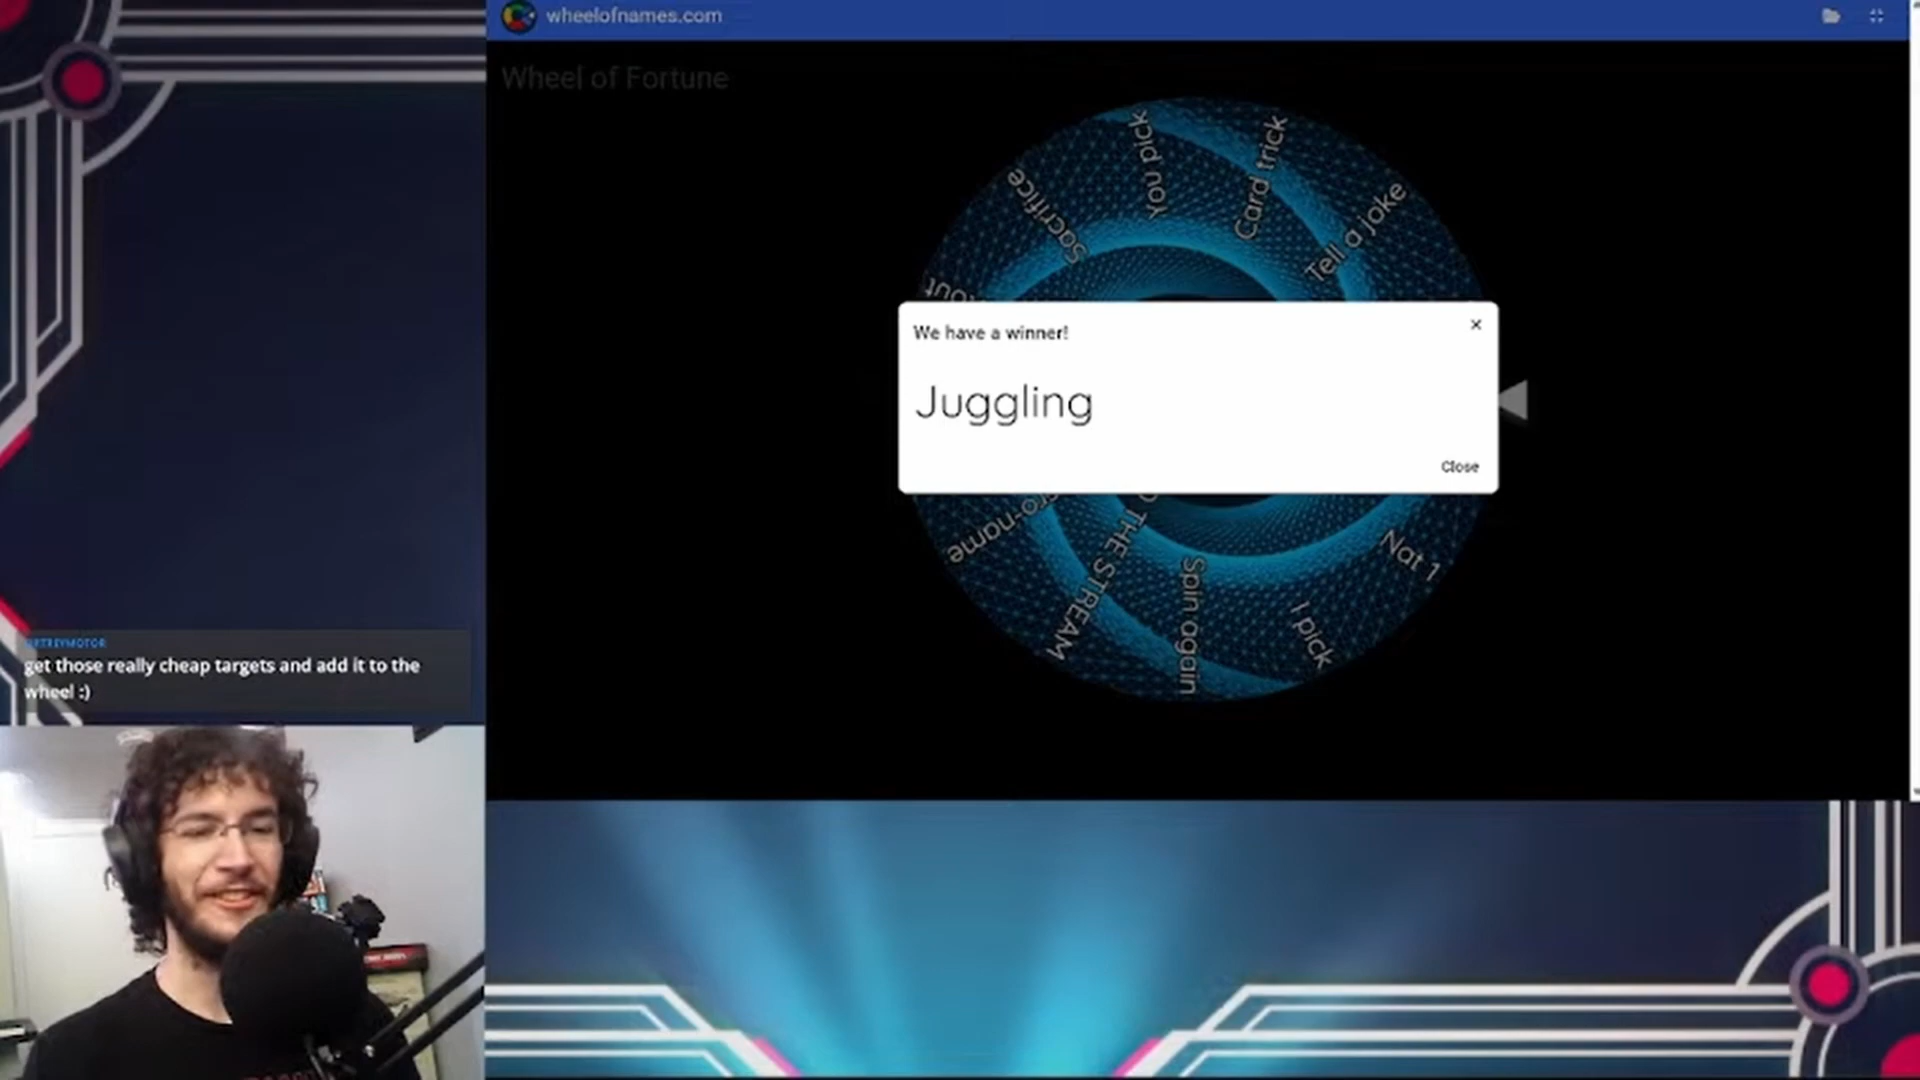 wheelofnames.com
Wheel of Fortune
You pick
Card trick
Tell a joke
Sacrifice
We have a winner!
Juggling
Close
Nat 1
I pick
Spin again
THE STREAM
get those really cheap targets and add it to the
wheel :)